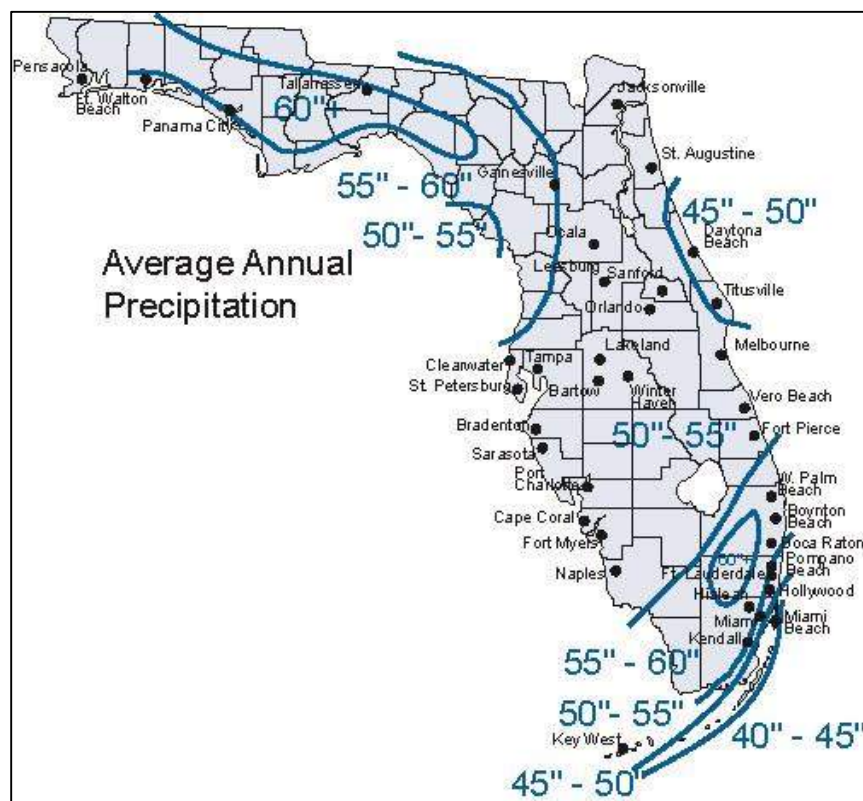 Pensacola
Ft. Walton
Beach
Panama City
Tallahassee
60"+
Jacksonville
St. Augustine
55" - 60"
Gainesville
50"- 55"
45" - 50"
Daytona
Beach
Ocala
Average Annual
Precipitation
Leesburg
Sanford
Orlando
Titusville
Clearwater
Tampa
Lakeland
Melbourne
St. Petersburg
Bartow
Winter
Haven
Vero Beach
50"- 55"
Bradenton
Fort Pierce
Sarasota
Port
Charlotte
W. Palm
Beach
Cape Coral
Boynton
Beach
Fort Myers
Boca Raton
60"+
Pompano
Beach
Naples
Ft. Lauderdale
Hollywood
Hialeah
Miami
Miami
Beach
Kendall
55" - 60"
50"- 55"
Key West
40" - 45"
45" - 50"